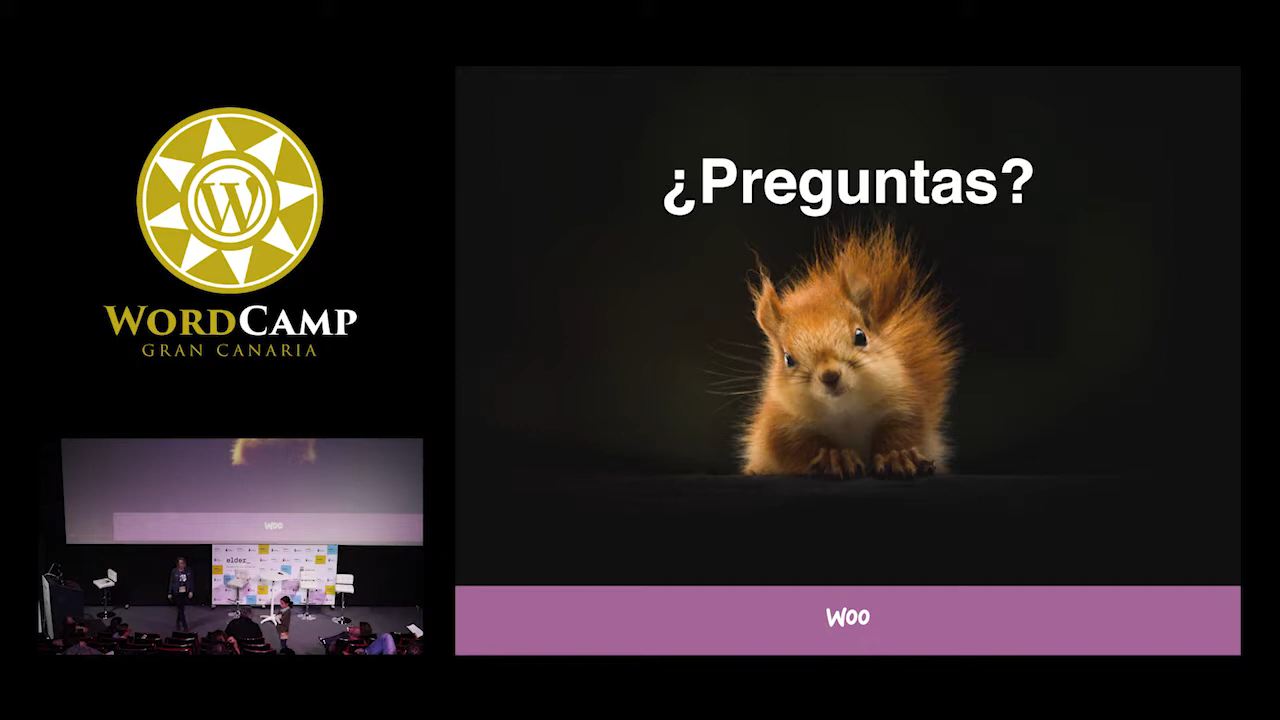 WORDCAMP
GRAN CANARIA
¿Preguntas?
WOO
WOO
elder_